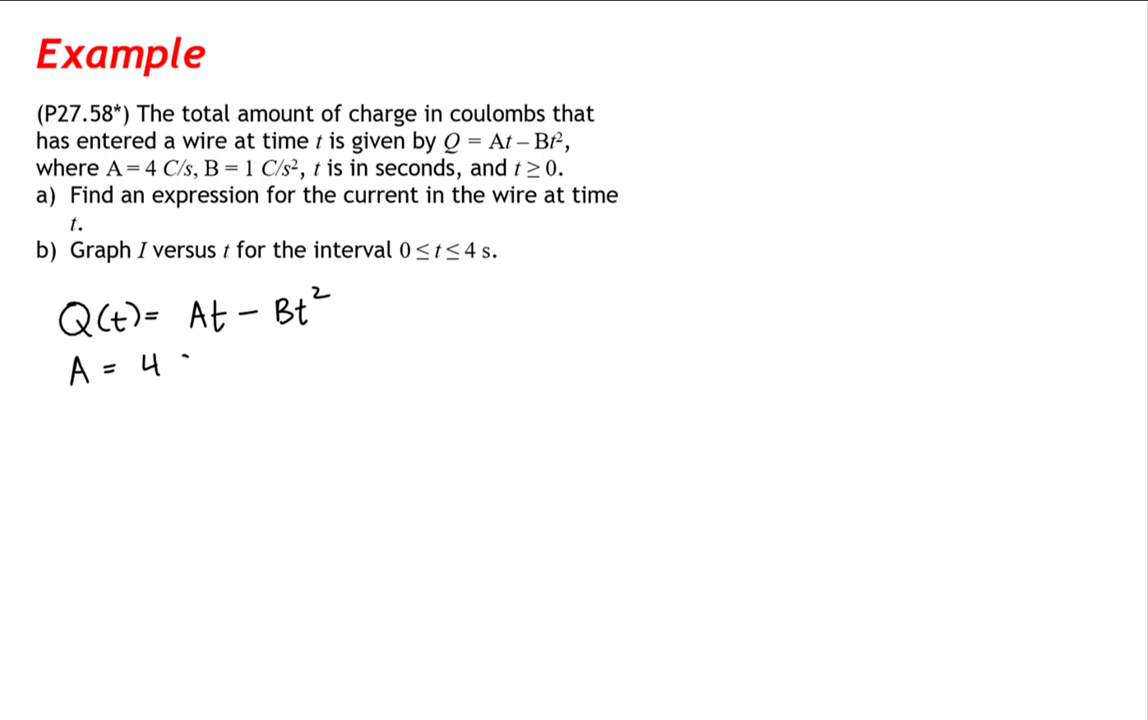 Example
(P27.58*) The total amount of charge in coulombs that
has entered a wire at time t is given by Q = At – Bt²,
where A = 4 C/s, B = 1 C/s², t is in seconds, and t ≥ 0.
a) Find an expression for the current in the wire at time
t.
b) Graph I versus t for the interval 0 ≤ t ≤ 4 s.
Q(t) = At − Bt²
A = 4